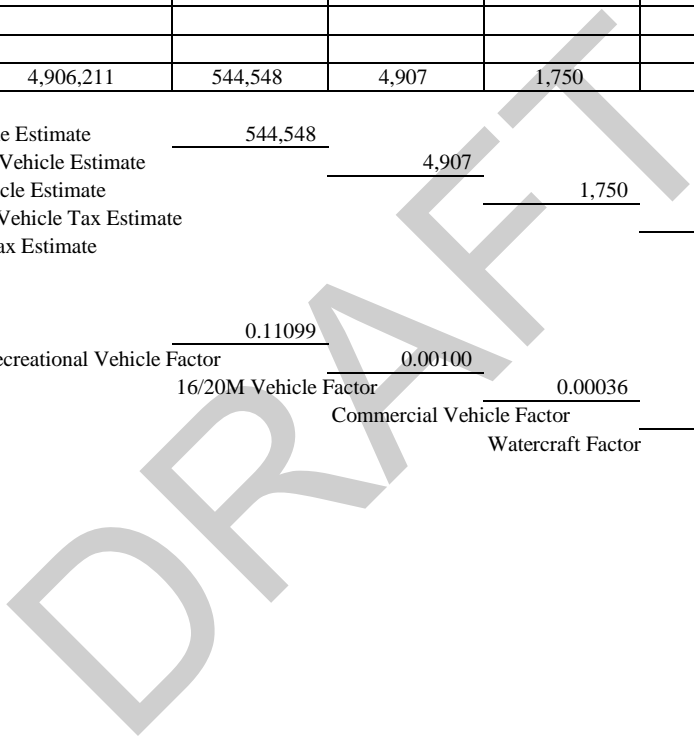 4,906,211 544,548 4,907 1,750
e Estimate 544,548
Vehicle Estimate 4,907
cle Estimate 1,750
Vehicle Tax Estimate
ax Estimate
0.11099
ecreational Vehicle Factor 0.00100
16/20M Vehicle Factor 0.00036
Commercial Vehicle Factor
Watercraft Factor
DRAFT